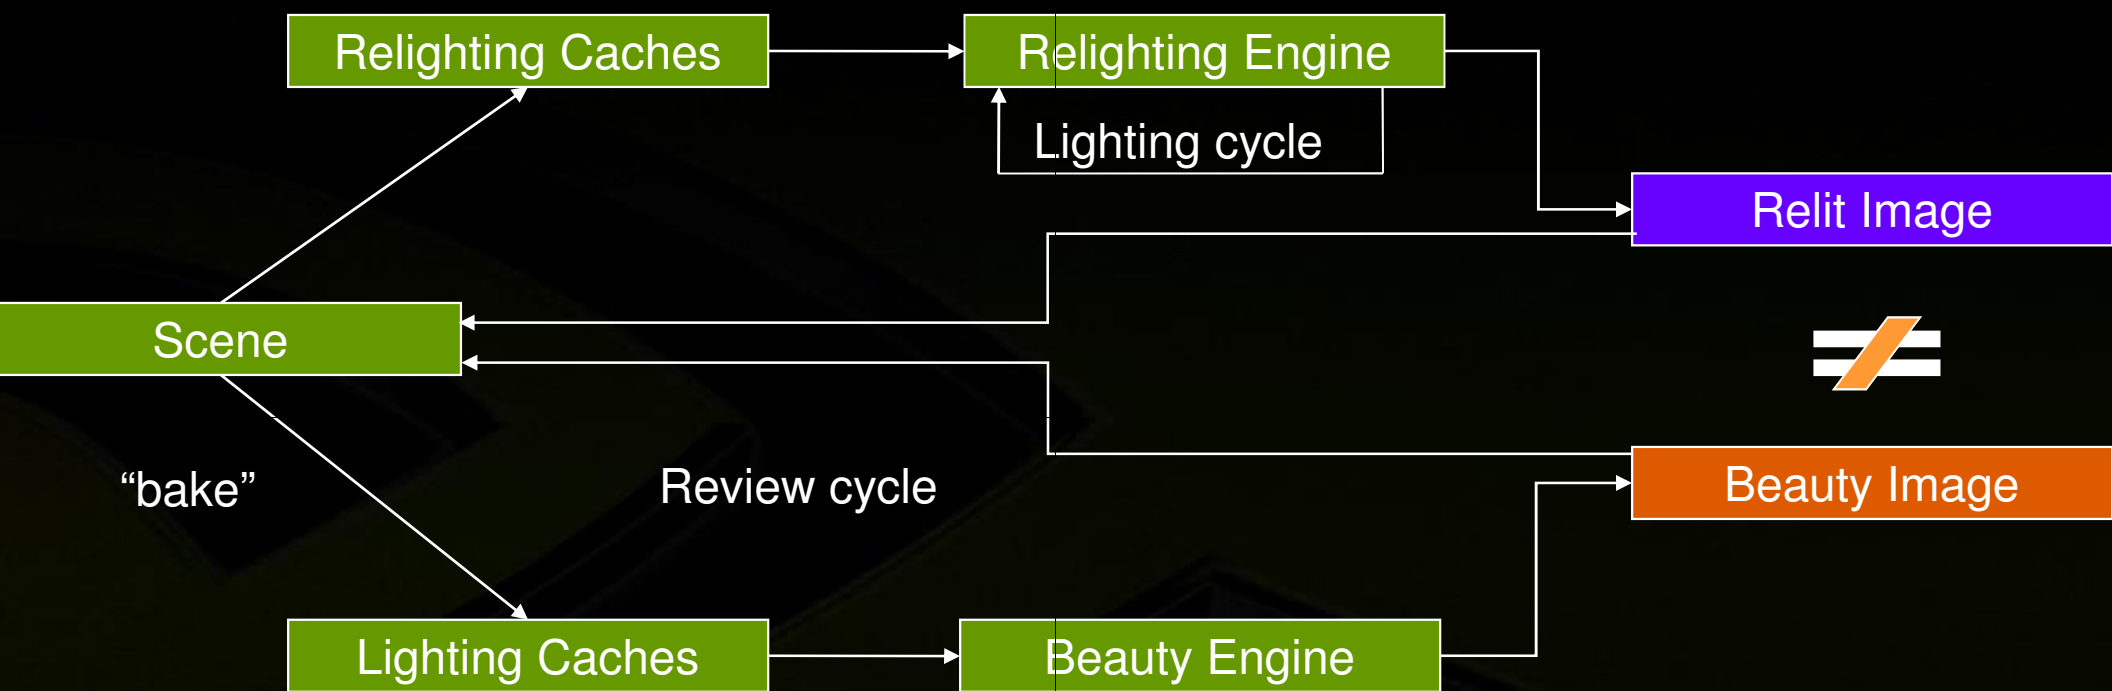 Relighting Caches
Relighting Engine
Lighting cycle
Relit Image
Scene
“bake”
Review cycle
Beauty Image
Lighting Caches
Beauty Engine